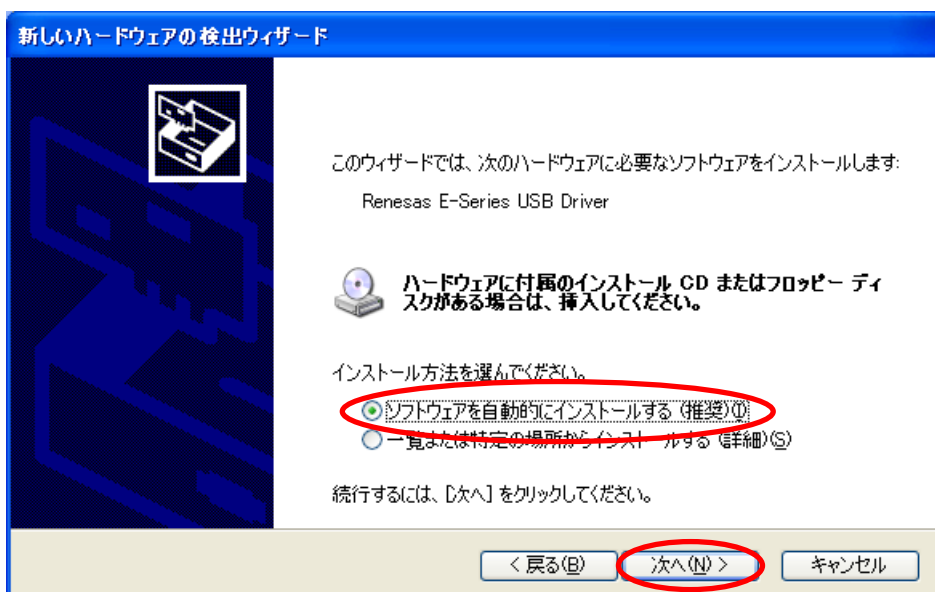 新しいハードウェアの検出ウィザード
このウィザードでは、次のハードウェアに必要なソフトウェアをインストールします:
Renesas E-Series USB Driver
ハードウェアに付属のインストール CD またはフロッピー ディ
スクがある場合は、挿入してください。
インストール方法を選んでください。
ソフトウェアを自動的にインストールする (推奨)(I)
一覧または特定の場所からインストールする (詳細)(S)
続行するには、[次へ] をクリックしてください。
< 戻る(B)
次へ(N) >
キャンセル